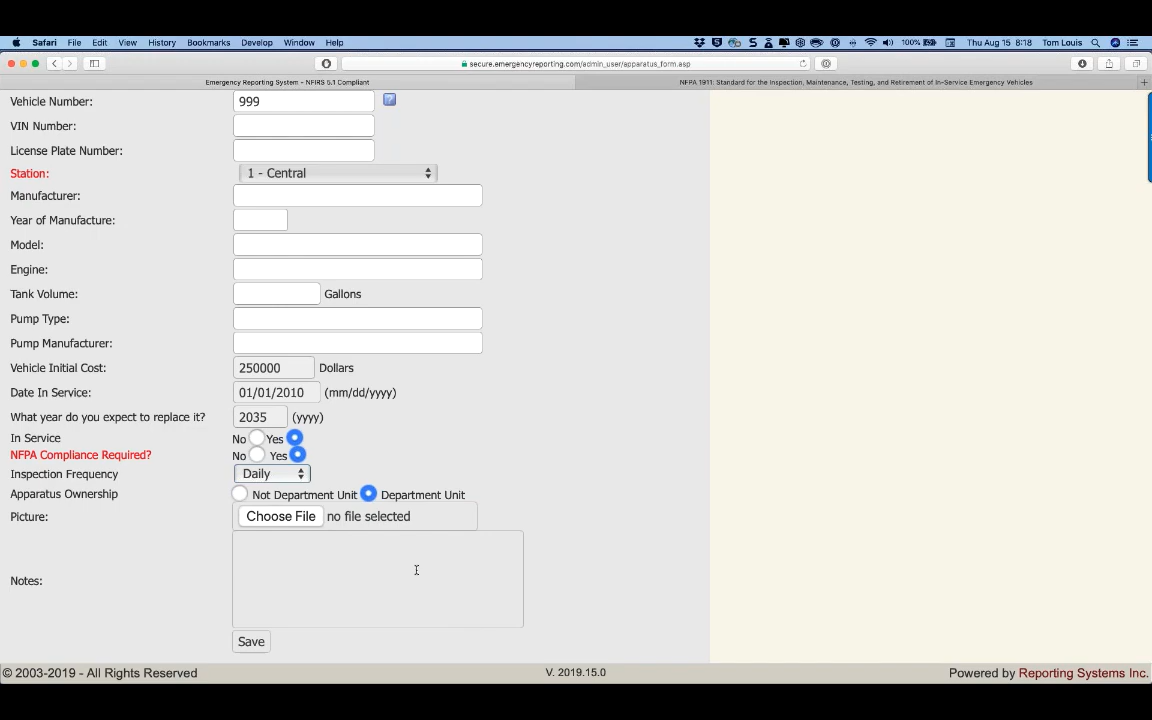 Safari File Edit View History Bookmarks Develop Window Help 100% Thu Aug 15 8:18 Tom Louis
secure.emergencyreporting.com/admin_user/apparatus_form.asp
Emergency Reporting System - NFIRS 5.1 Compliant NFPA 1911: Standard for the Inspection, Maintenance, Testing, and Retirement of In-Service Emergency Vehicles
Vehicle Number: 999 ?
VIN Number:
License Plate Number:
Station: 1 - Central
Manufacturer:
Year of Manufacture:
Model:
Engine:
Tank Volume: Gallons
Pump Type:
Pump Manufacturer:
Vehicle Initial Cost: 250000 Dollars
Date In Service: 01/01/2010 (mm/dd/yyyy)
What year do you expect to replace it? 2035 (yyyy)
In Service No Yes
NFPA Compliance Required? No Yes
Inspection Frequency Daily
Apparatus Ownership Not Department Unit Department Unit
Picture: Choose File no file selected
Notes:
Save
© 2003-2019 - All Rights Reserved V. 2019.15.0 Powered by Reporting Systems Inc.